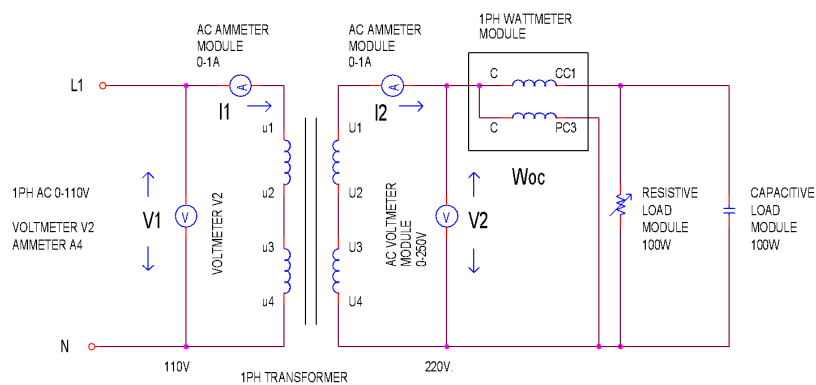 AC AMMETER
MODULE
0-1A
AC AMMETER
MODULE
0-1A
1PH WATTMETER
MODULE
L1
A
I1
A
I2
C
CC1
C
PC3
Woc
u1
U1
u2
U2
u3
U3
u4
U4
1PH AC 0-110V
VOLTMETER V2
AMMETER A4
V1
V
VOLTMETER V2
AC VOLTMETER
MODULE
0-250V
V
V2
RESISTIVE
LOAD
MODULE
100W
CAPACITIVE
LOAD
MODULE
100W
N
110V
220V.
1PH TRANSFORMER